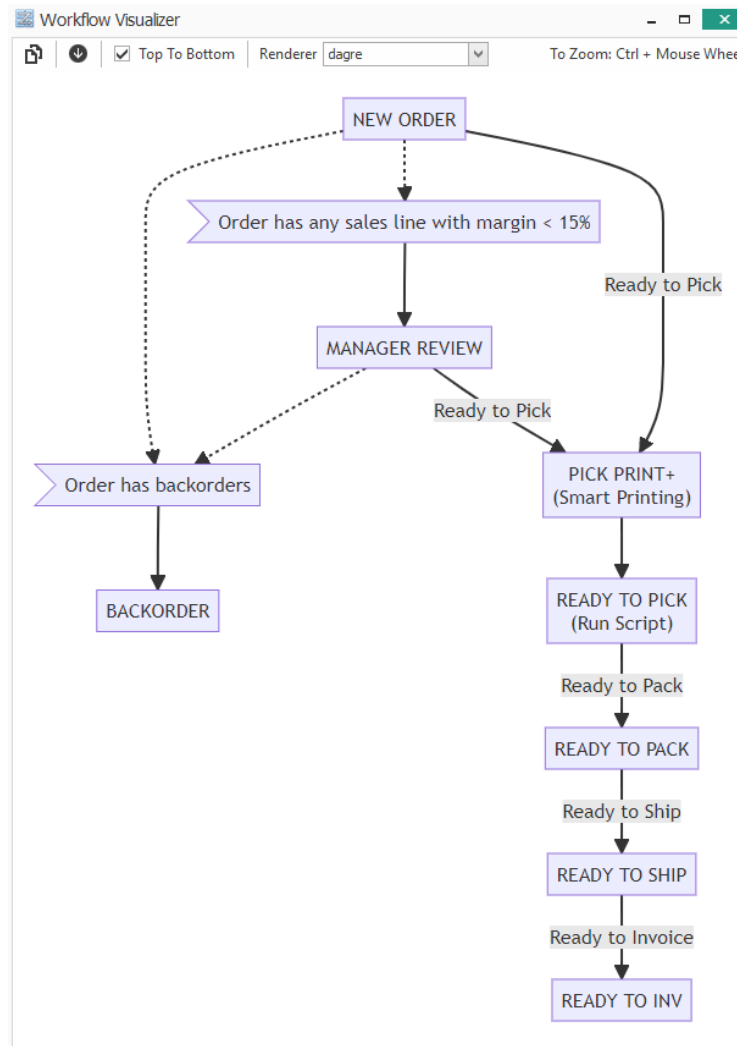 Workflow Visualizer
Top To Bottom
Renderer
dagre
To Zoom: Ctrl + Mouse Whee
NEW ORDER
Order has any sales line with margin < 15%
Ready to Pick
MANAGER REVIEW
Ready to Pick
Order has backorders
PICK PRINT+
(Smart Printing)
BACKORDER
READY TO PICK
(Run Script)
Ready to Pack
READY TO PACK
Ready to Ship
READY TO SHIP
Ready to Invoice
READY TO INV